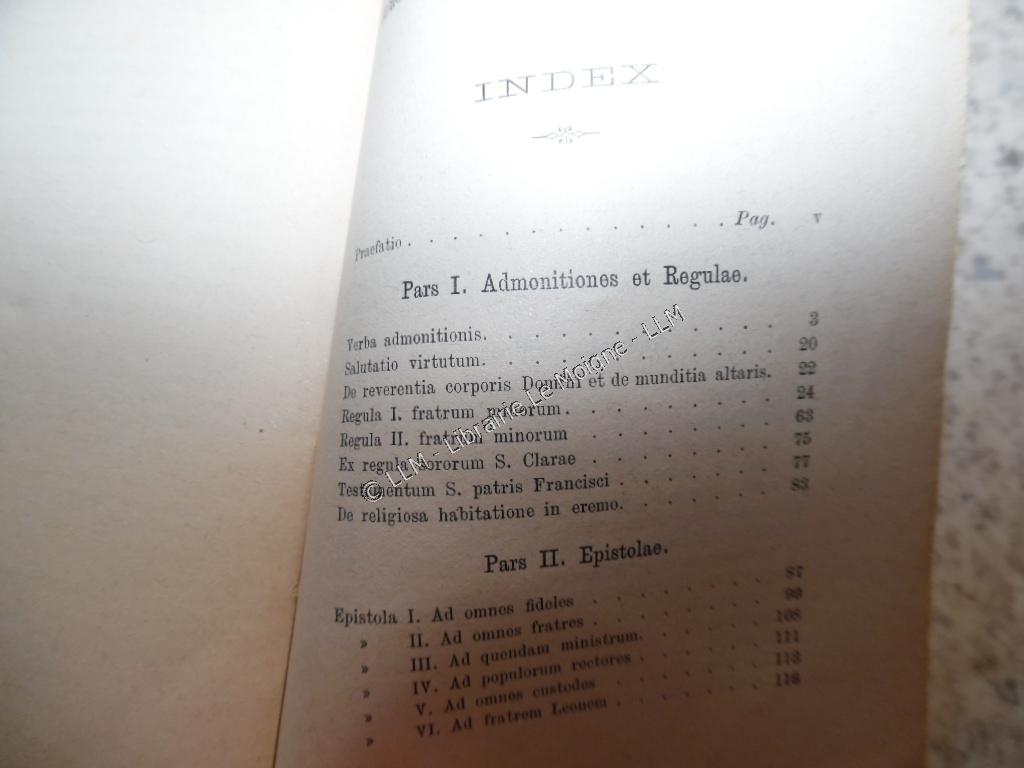 INDEX
Praefatio . . . . . . . . . . . . . Pag. v
Pars I. Admonitiones et Regulae.
Verba admonitionis. . . . . . . . . . . . 3
Salutatio virtutum. . . . . . . . . . . . 20
De reverentia corporis Domini et de munditia altaris. 22
Regula I. fratrum minorum . . . . . . . . . 24
Regula II. fratrum minorum . . . . . . . . 63
Ex regula sororum S. Clarae . . . . . . . . 75
Testamentum S. patris Francisci . . . . . . . 77
De religiosa habitatione in eremo. . . . . . . 83
Pars II. Epistolae.
Epistola I. Ad omnes fideles . . . . . . . . 87
» II. Ad omnes fratres . . . . . . . . 99
» III. Ad quendam ministrum. . . . . . 108
» IV. Ad populorum rectores . . . . . . 111
» V. Ad omnes custodes . . . . . . . 113
» VI. Ad fratrem Leonem . . . . . . . 116
© LLM - Librairie Le Moigne - LLM